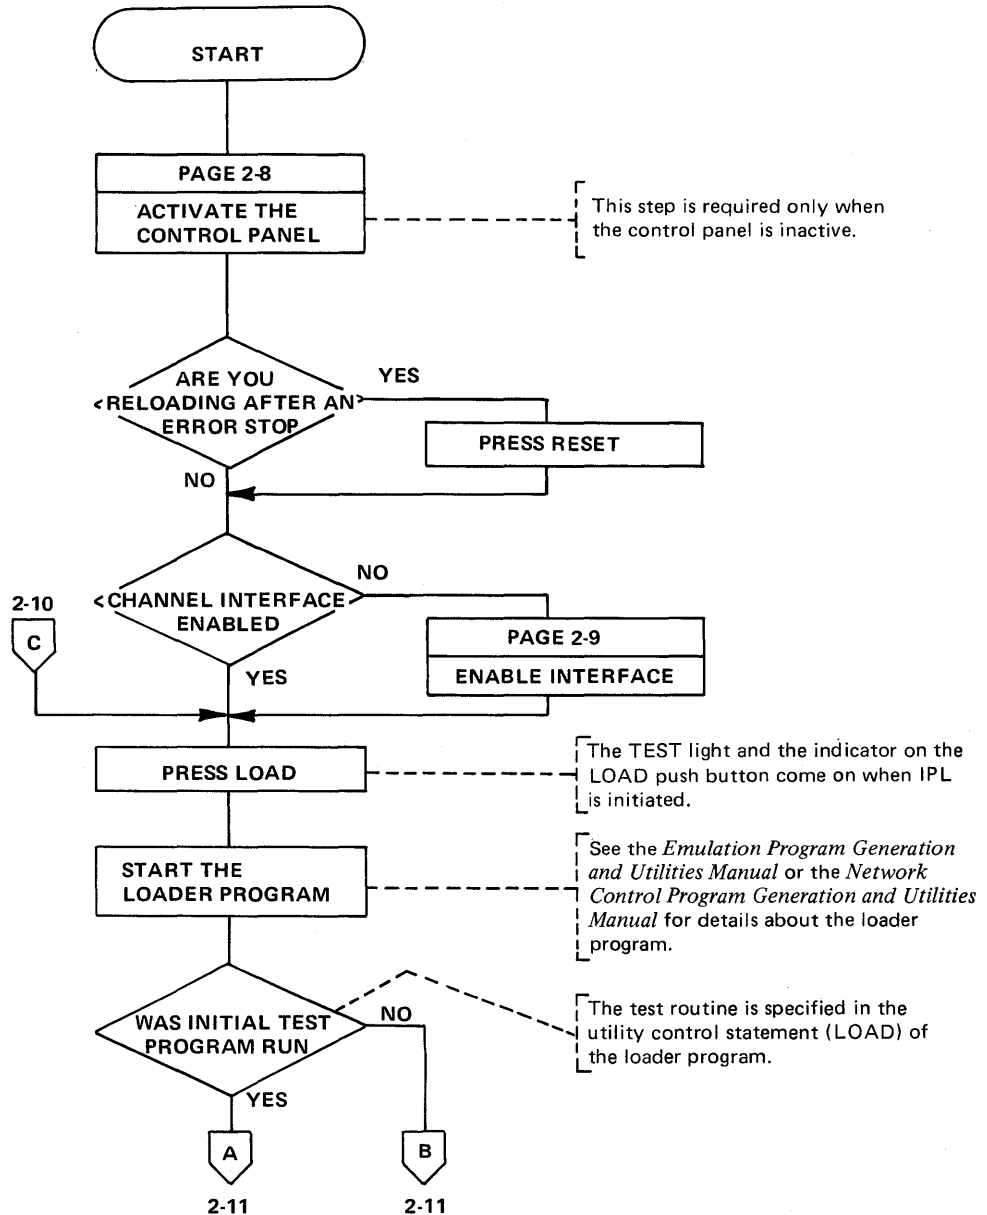 START
PAGE 2-8
ACTIVATE THE
CONTROL PANEL
This step is required only when
the control panel is inactive.
ARE YOU
RELOADING AFTER AN
ERROR STOP
YES
PRESS RESET
NO
CHANNEL INTERFACE
ENABLED
NO
2-10
C
PAGE 2-9
ENABLE INTERFACE
YES
PRESS LOAD
The TEST light and the indicator on the
LOAD push button come on when IPL
is initiated.
START THE
LOADER PROGRAM
See the Emulation Program Generation
and Utilities Manual or the Network
Control Program Generation and Utilities
Manual for details about the loader
program.
WAS INITIAL TEST
PROGRAM RUN
NO
The test routine is specified in the
utility control statement (LOAD) of
the loader program.
YES
A
B
2-11
2-11